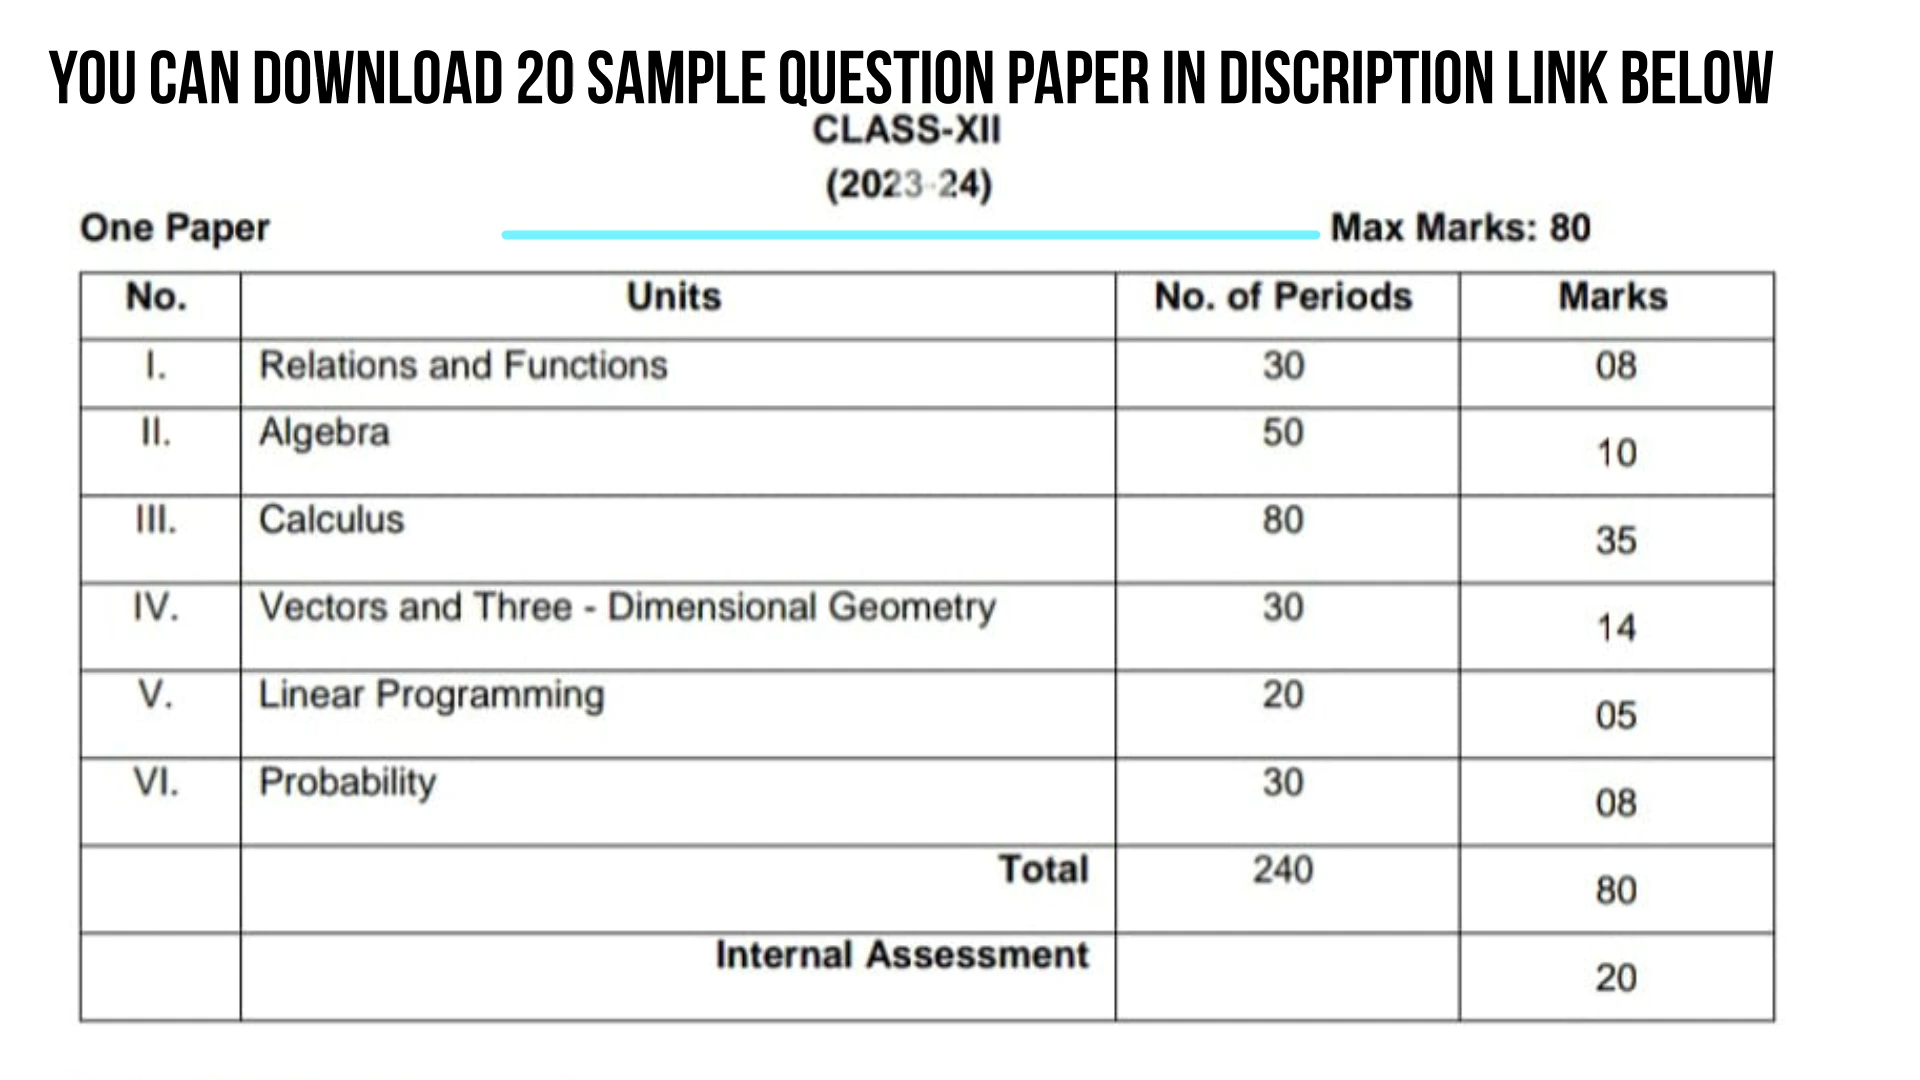 YOU CAN DOWNLOAD 20 SAMPLE QUESTION PAPER IN DISCRIPTION LINK BELOW
CLASS-XII
(2023-24)
One Paper Max Marks: 80
No. Units No. of Periods Marks
I. Relations and Functions 30 08
II. Algebra 50 10
III. Calculus 80 35
IV. Vectors and Three - Dimensional Geometry 30 14
V. Linear Programming 20 05
VI. Probability 30 08
Total 240 80
Internal Assessment 20